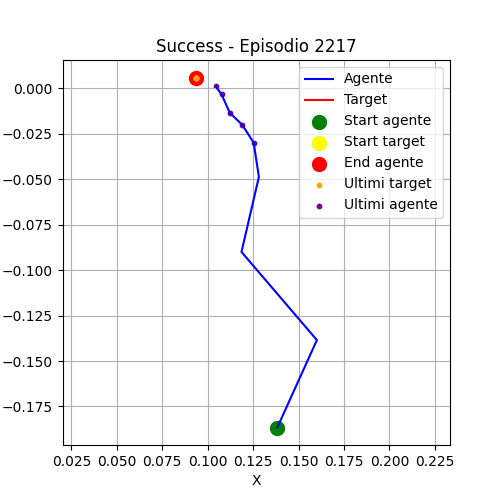 Success - Episodio 2217
Agente
Target
Start agente
Start target
End agente
Ultimi target
Ultimi agente
0.000
−0.025
−0.050
−0.075
−0.100
−0.125
−0.150
−0.175
0.025 0.050 0.075 0.100 0.125 0.150 0.175 0.200 0.225
X